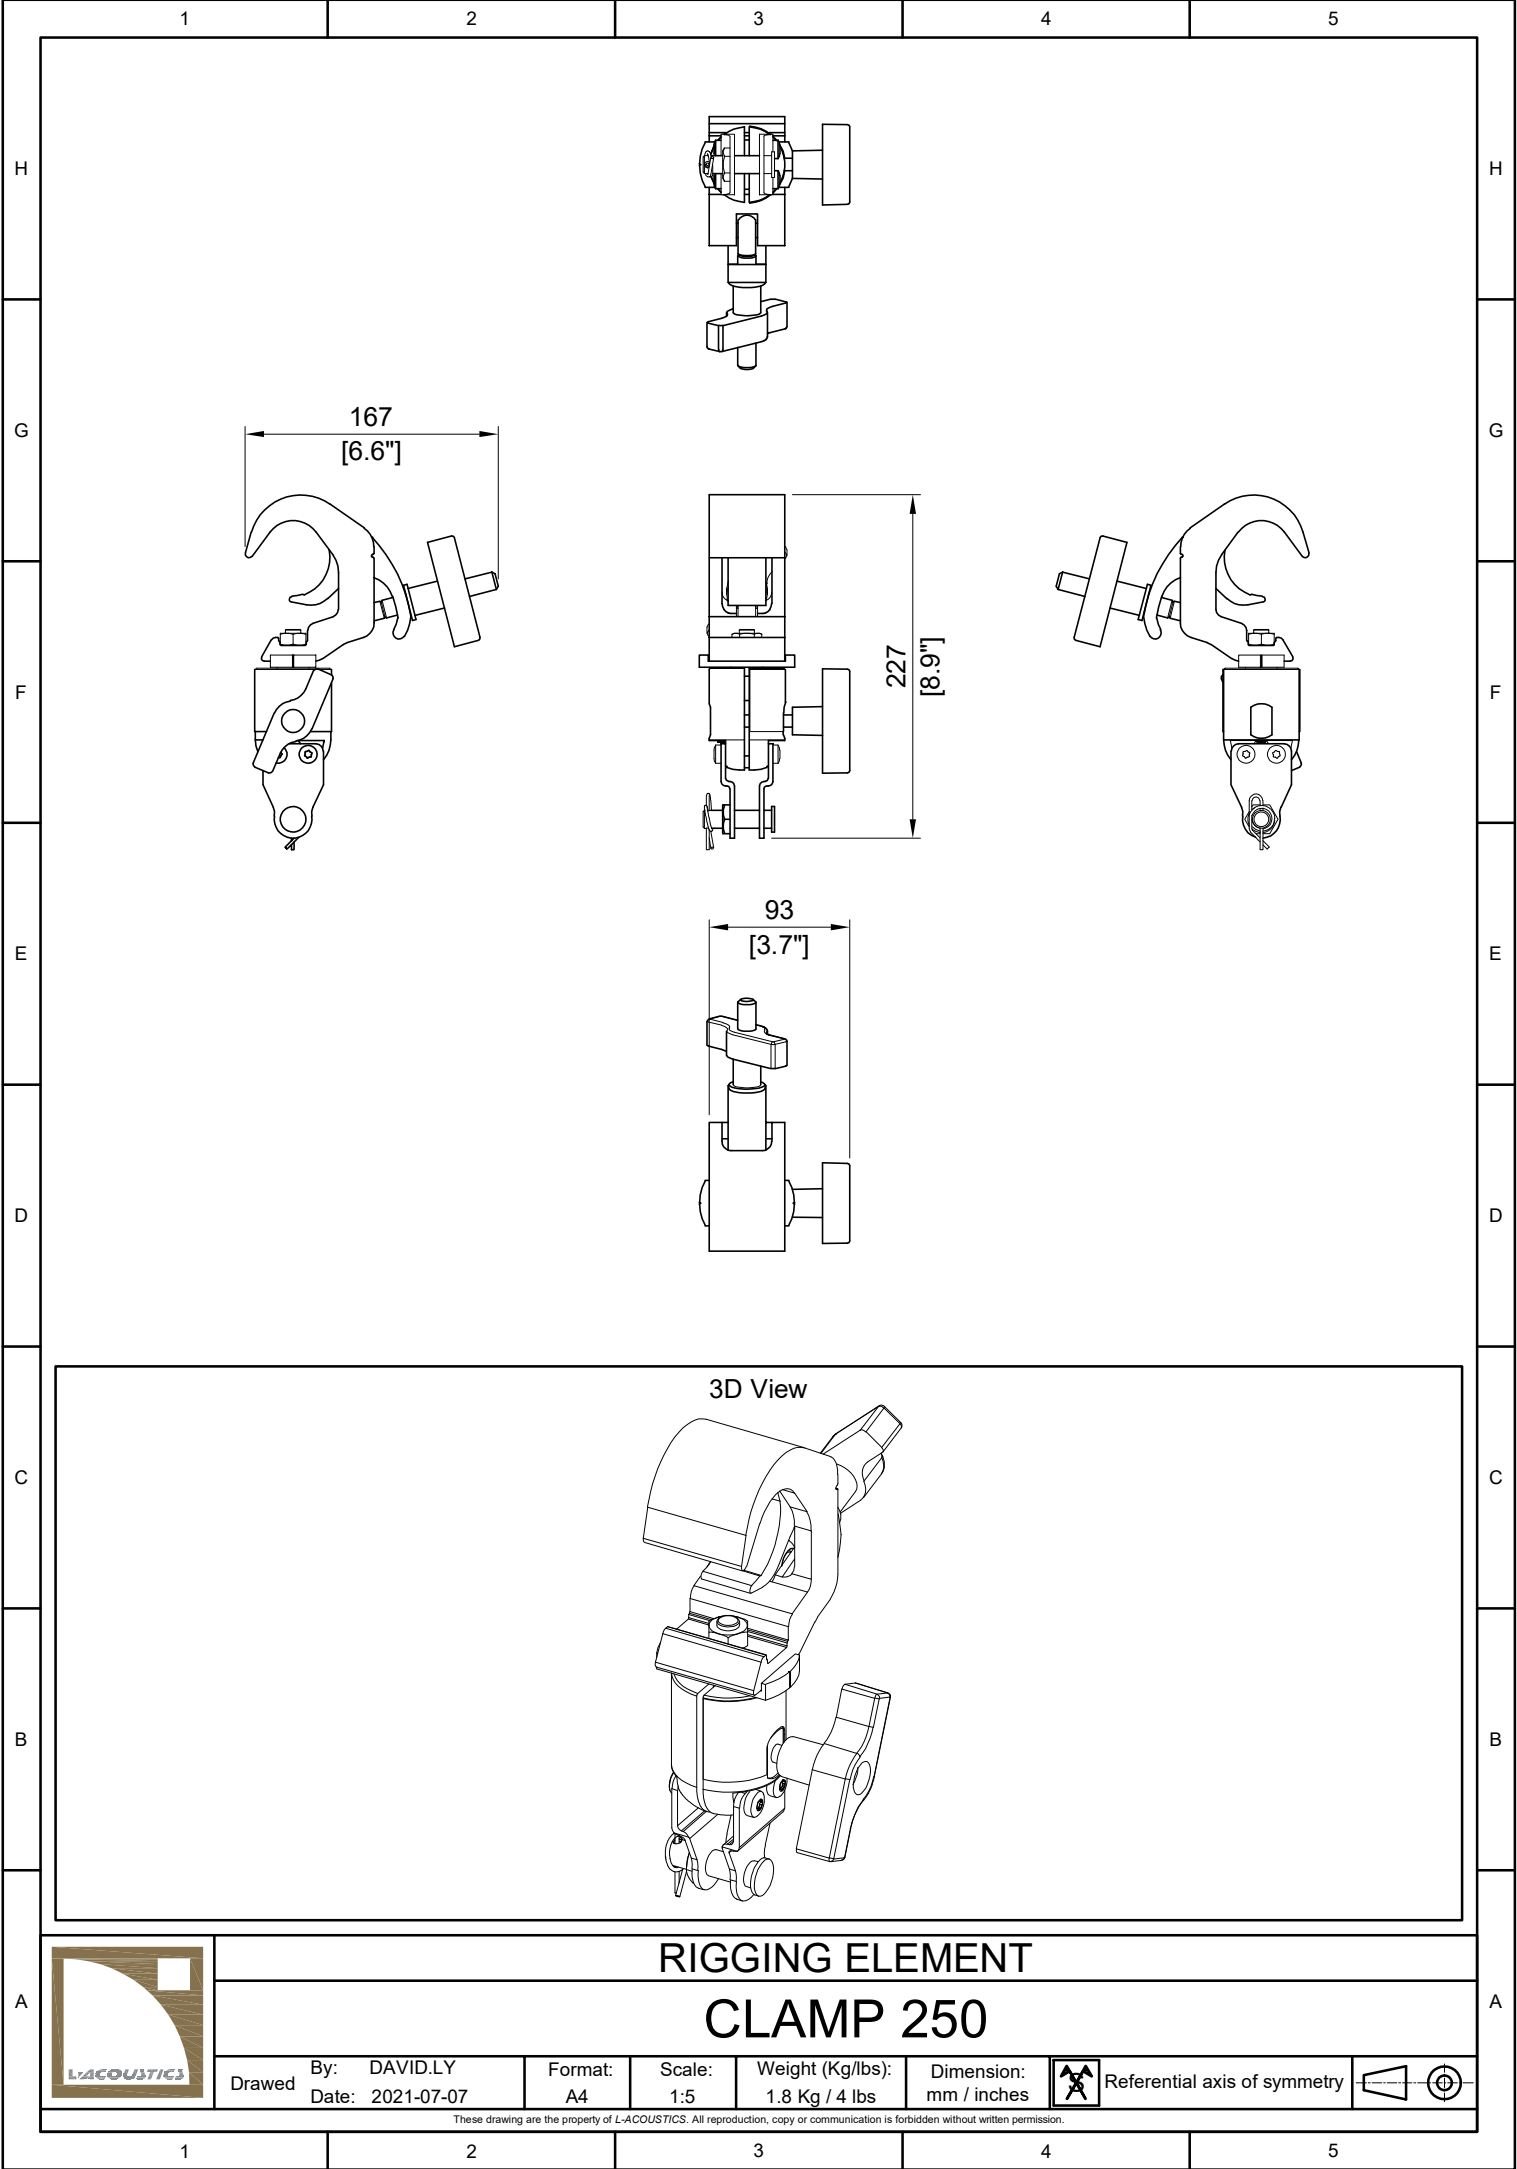 1 2 3 4 5
H H
G G
167
[6.6"]
227
[8.9"]
F F
93
[3.7"]
E E
D D
3D View
C C
B B
A A
RIGGING ELEMENT
CLAMP 250
L-ACOUSTICS
Drawed
By: DAVID.LY
Date: 2021-07-07
Format:
A4
Scale:
1:5
Weight (Kg/lbs):
1.8 Kg / 4 lbs
Dimension:
mm / inches
S
Referential axis of symmetry
These drawing are the property of L-ACOUSTICS. All reproduction, copy or communication is forbidden without written permission.
1 2 3 4 5